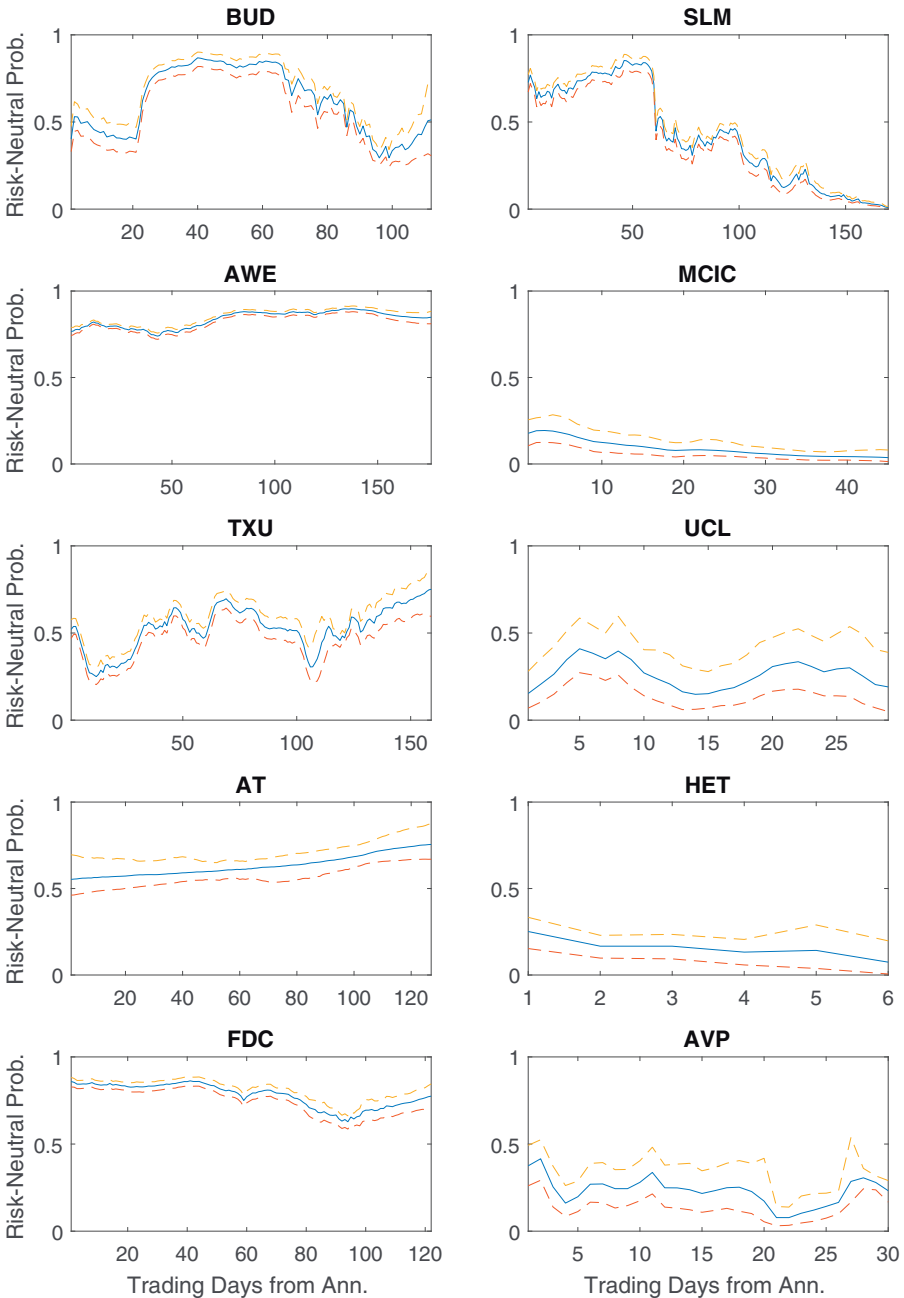 BUD
SLM
Risk-Neutral Prob.
1
0.5
0
20 40 60 80 100
1
0.5
0
50 100 150
AWE
MCIC
Risk-Neutral Prob.
1
0.5
0
50 100 150
1
0.5
0
10 20 30 40
TXU
UCL
Risk-Neutral Prob.
1
0.5
0
50 100 150
1
0.5
0
5 10 15 20 25
AT
HET
Risk-Neutral Prob.
1
0.5
0
20 40 60 80 100 120
1
0.5
0
1 2 3 4 5 6
FDC
AVP
Risk-Neutral Prob.
1
0.5
0
20 40 60 80 100 120
1
0.5
0
5 10 15 20 25 30
Trading Days from Ann.
Trading Days from Ann.